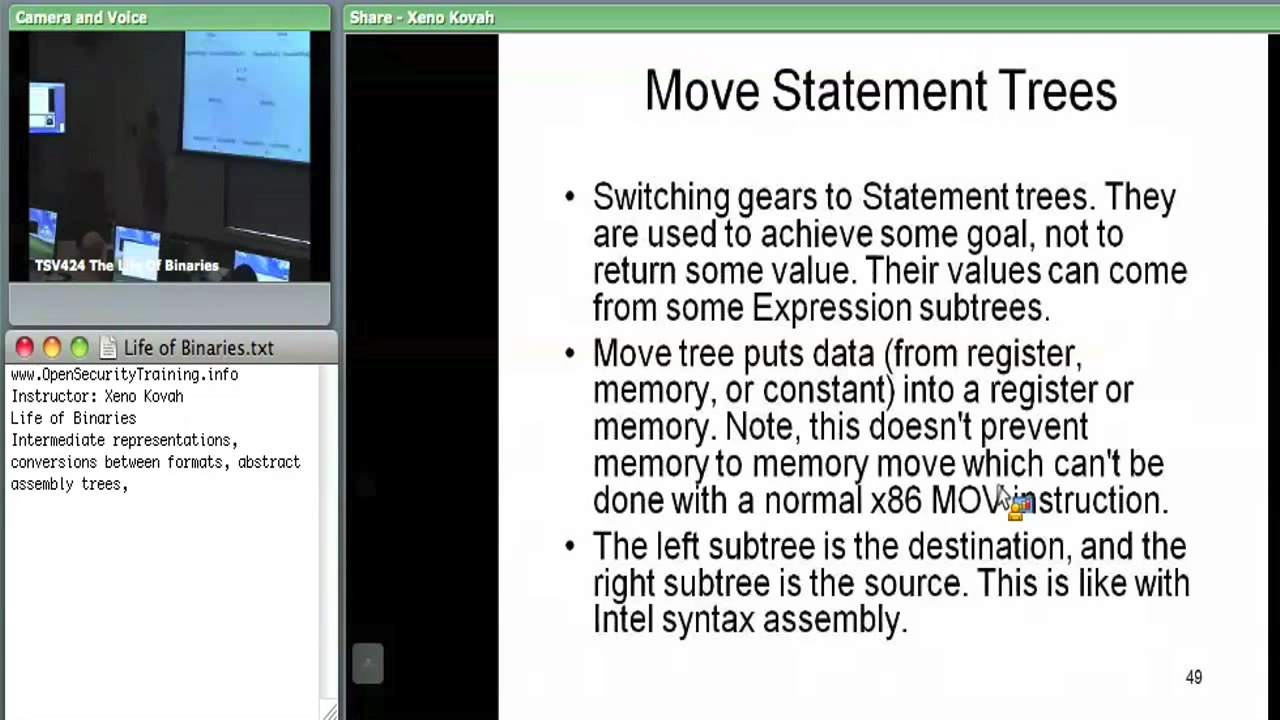 Camera and Voice
TSV424 The Life Of Binaries
Life of Binaries.txt
www.OpenSecurityTraining.info
Instructor: Xeno Kovah
Life of Binaries
Intermediate representations,
conversions between formats, abstract
assembly trees,
Share - Xeno Kovah
Move Statement Trees
• Switching gears to Statement trees. They
are used to achieve some goal, not to
return some value. Their values can come
from some Expression subtrees.
• Move tree puts data (from register,
memory, or constant) into a register or
memory. Note, this doesn't prevent
memory to memory move which can't be
done with a normal x86 MOV instruction.
• The left subtree is the destination, and the
right subtree is the source. This is like with
Intel syntax assembly.
49